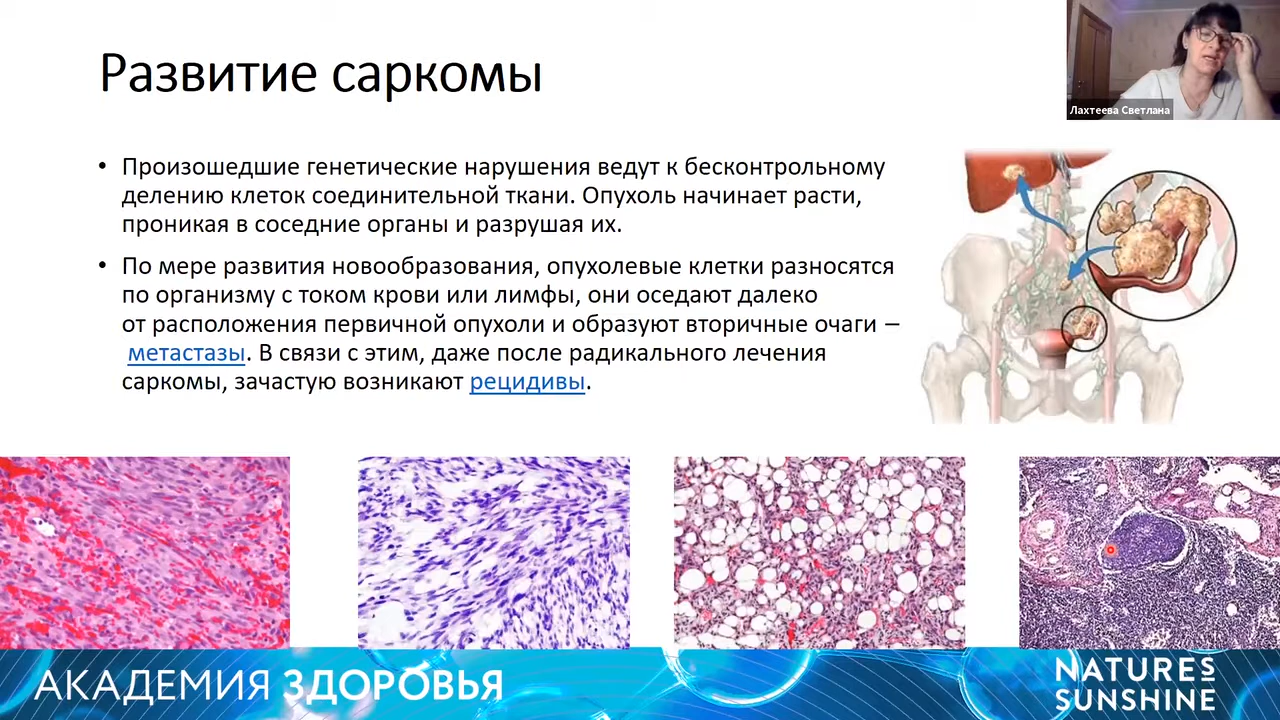 Развитие саркомы
Лахтеева Светлана
• Произошедшие генетические нарушения ведут к бесконтрольному
делению клеток соединительной ткани. Опухоль начинает расти,
проникая в соседние органы и разрушая их.
• По мере развития новообразования, опухолевые клетки разносятся
по организму с током крови или лимфы, они оседают далеко
от расположения первичной опухоли и образуют вторичные очаги –
метастазы. В связи с этим, даже после радикального лечения
саркомы, зачастую возникают рецидивы.
АКАДЕМИЯ ЗДОРОВЬЯ
NATURE'S
SUNSHINE